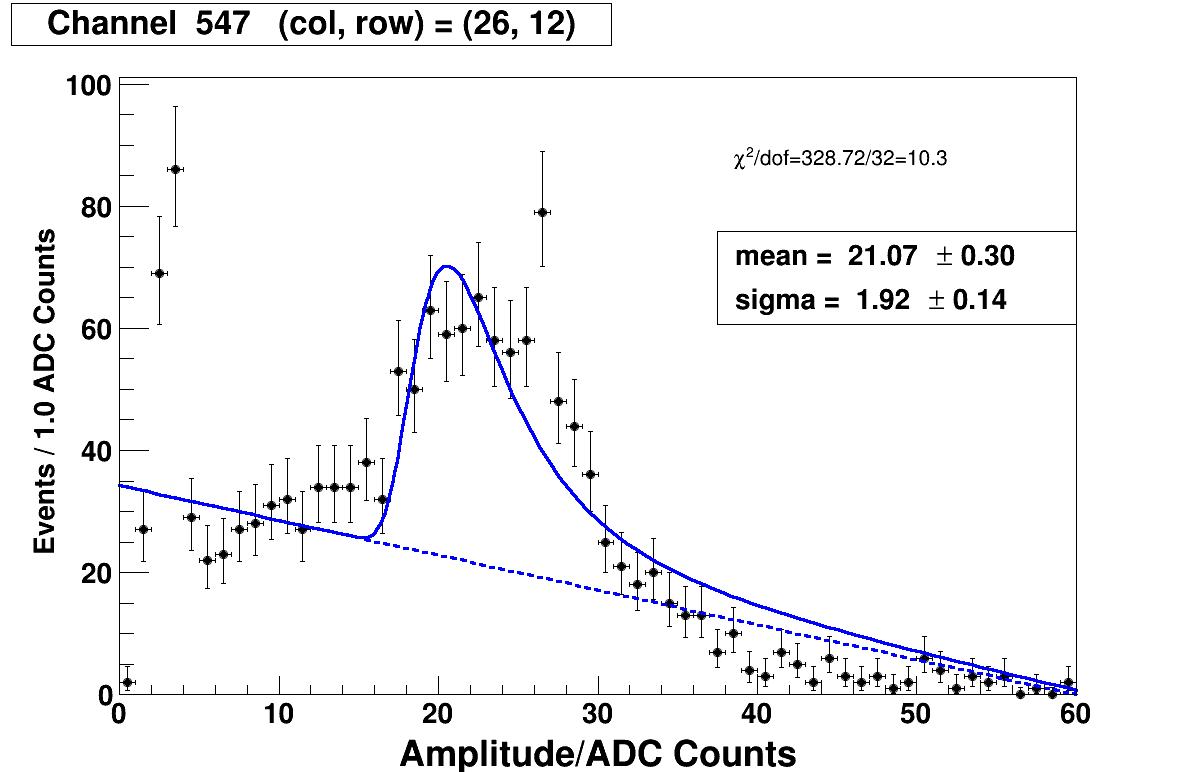 Channel 547 (col, row) = (26, 12)
χ²/dof=328.72/32=10.3
mean = 21.07 ± 0.30
sigma = 1.92 ± 0.14
Events / 1.0 ADC Counts
100
80
60
40
20
0
0 10 20 30 40 50 60
Amplitude/ADC Counts